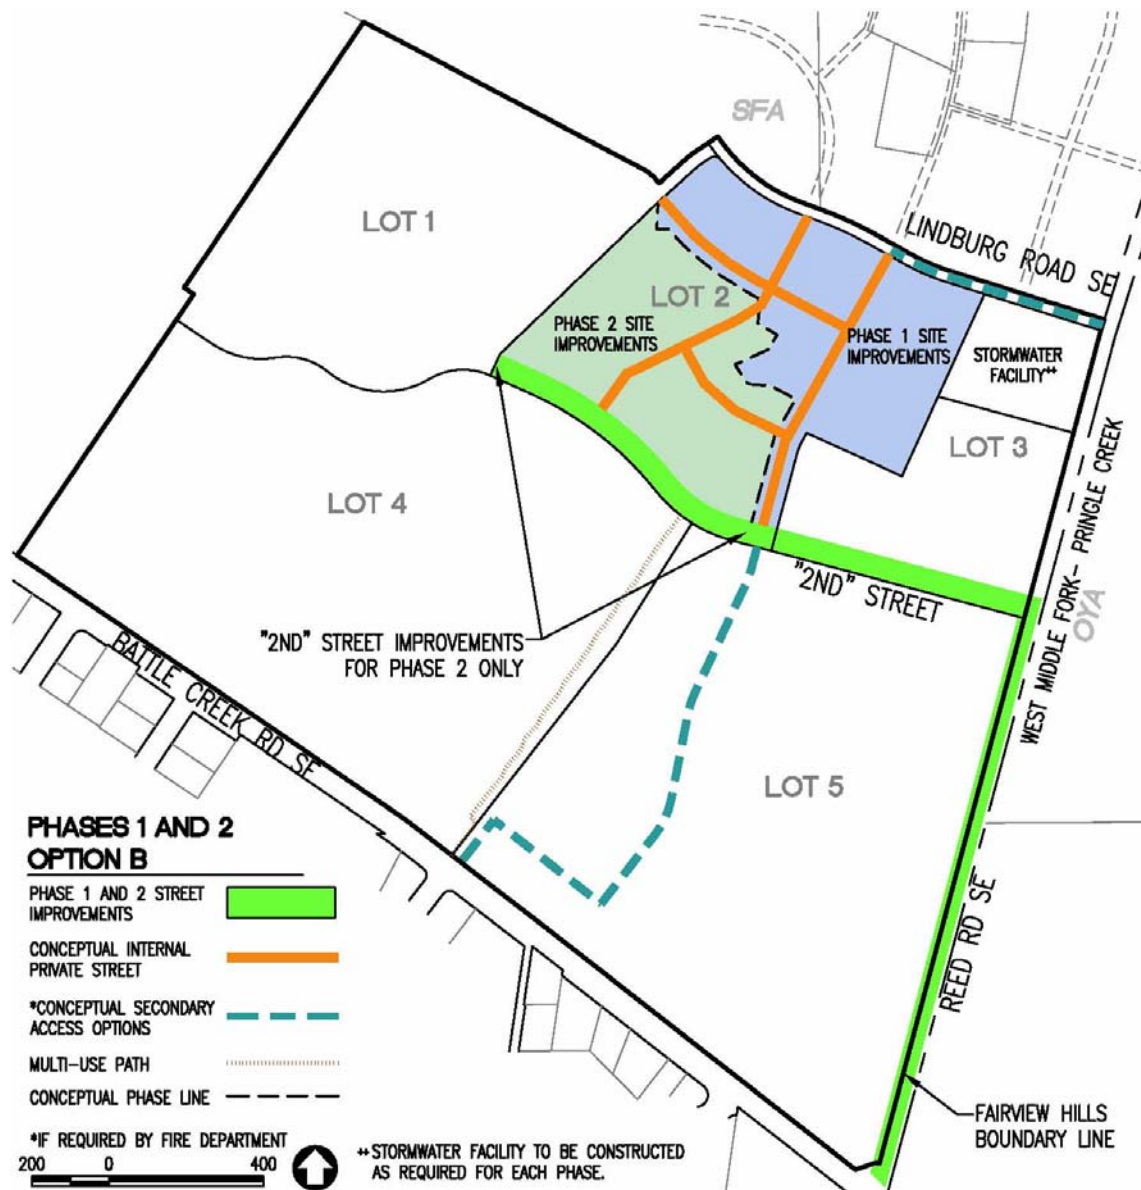 SFA
LOT 1
LINDBURG ROAD SE
LOT 2
PHASE 2 SITE
IMPROVEMENTS
PHASE 1 SITE
IMPROVEMENTS
STORMWATER
FACILITY**
LOT 3
LOT 4
"2ND" STREET
WEST MIDDLE FORK- PRINGLE CREEK
OYA
"2ND" STREET IMPROVEMENTS
FOR PHASE 2 ONLY
BATTLE CREEK RD SE
LOT 5
REED RD SE
PHASES 1 AND 2
OPTION B
PHASE 1 AND 2 STREET
IMPROVEMENTS
CONCEPTUAL INTERNAL
PRIVATE STREET
*CONCEPTUAL SECONDARY
ACCESS OPTIONS
MULTI-USE PATH
CONCEPTUAL PHASE LINE
*IF REQUIRED BY FIRE DEPARTMENT
200 0 400
**STORMWATER FACILITY TO BE CONSTRUCTED
AS REQUIRED FOR EACH PHASE.
FAIRVIEW HILLS
BOUNDARY LINE